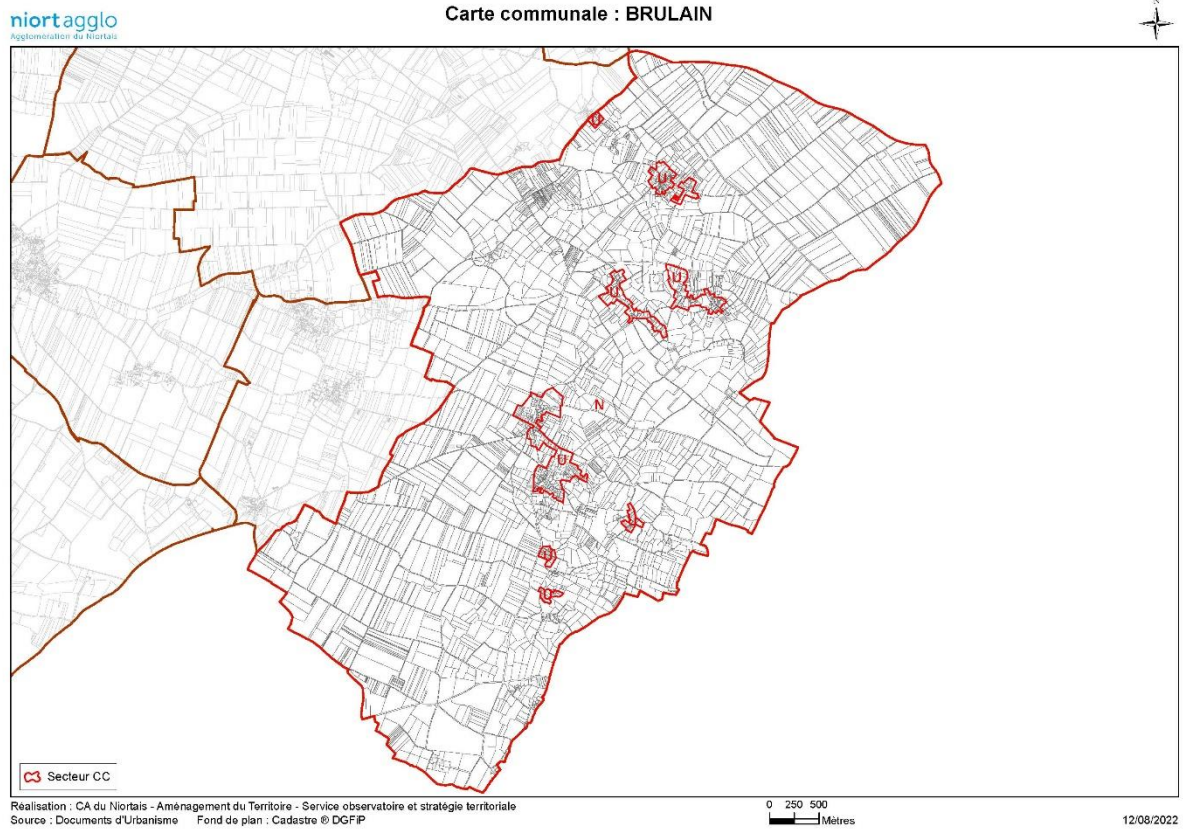 niortagglo
Agglomération du Niortais
Carte communale : BRULAIN
N
U
U
U
U
N
U
U
U
U
Secteur CC
Réalisation : CA du Niortais - Aménagement du Territoire - Service observatoire et stratégie territoriale
Source : Documents d'Urbanisme Fond de plan : Cadastre ® DGFiP
0 250 500
Mètres
12/08/2022